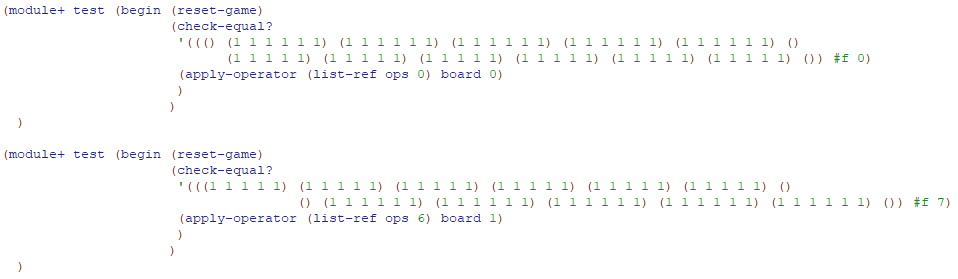 (module+ test (begin (reset-game)
(check-equal?
'((() (1 1 1 1 1 1) (1 1 1 1 1 1) (1 1 1 1 1 1) (1 1 1 1 1 1) (1 1 1 1 1 1) ()
(1 1 1 1 1) (1 1 1 1 1) (1 1 1 1 1) (1 1 1 1 1) (1 1 1 1 1) (1 1 1 1 1) ()) #f 0)
(apply-operator (list-ref ops 0) board 0)
)
)
)
(module+ test (begin (reset-game)
(check-equal?
'(((1 1 1 1 1) (1 1 1 1 1) (1 1 1 1 1) (1 1 1 1 1) (1 1 1 1 1) (1 1 1 1 1) ()
() (1 1 1 1 1 1) (1 1 1 1 1 1) (1 1 1 1 1 1) (1 1 1 1 1 1) (1 1 1 1 1 1) ()) #f 7)
(apply-operator (list-ref ops 6) board 1)
)
)
)